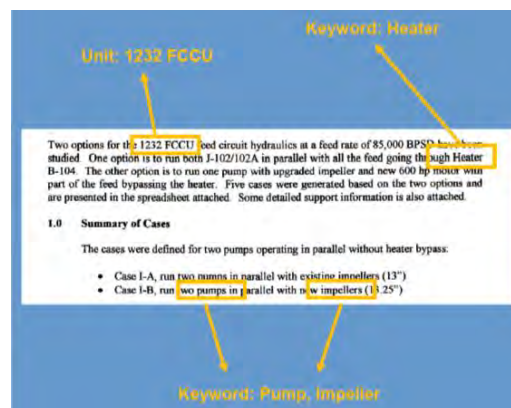 Keyword: Heater
Unit: 1232 FCCU
Two options for the 1232 FCCU feed circuit hydraulics at a feed rate of 85,000 BPSD have been
studied. One option is to run both J-102/102A in parallel with all the feed going through Heater
B-104. The other option is to run one pump with upgraded impeller and new 600 hp motor with
part of the feed bypassing the heater. Five cases were generated based on the two options and
are presented in the spreadsheet attached. Some detailed support information is also attached.
1.0 Summary of Cases
The cases were defined for two pumps operating in parallel without heater bypass:
• Case I-A, run two pumps in parallel with existing impellers (13")
• Case I-B, run two pumps in parallel with new impellers (13.25")
Keyword: Pump, Impeller